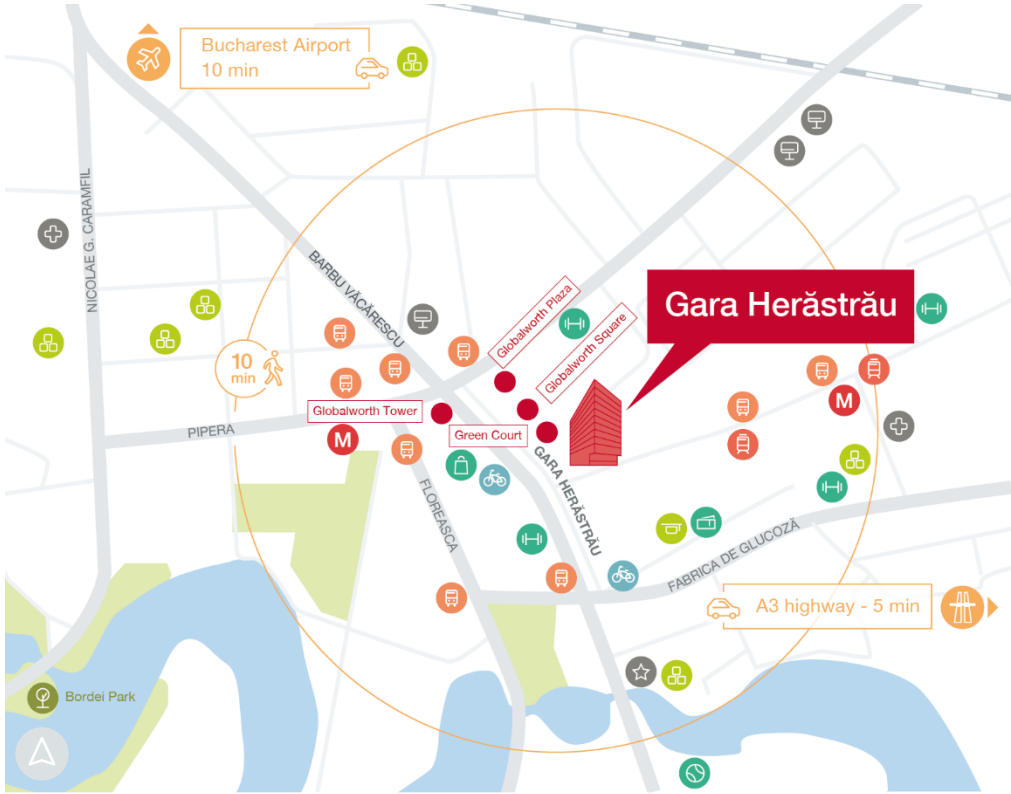 Bucharest Airport
10 min
NICOLAE G. CARAMFIL
BARBU VĂCĂRESCU
Globalworth Plaza
Globalworth Square
Gara Herăstrău
10
min
Globalworth Tower
Green Court
PIPERA
M
M
FLOREASCA
GARA HERĂSTRĂU
FABRICA DE GLUCOZĂ
A3 highway - 5 min
Bordei Park